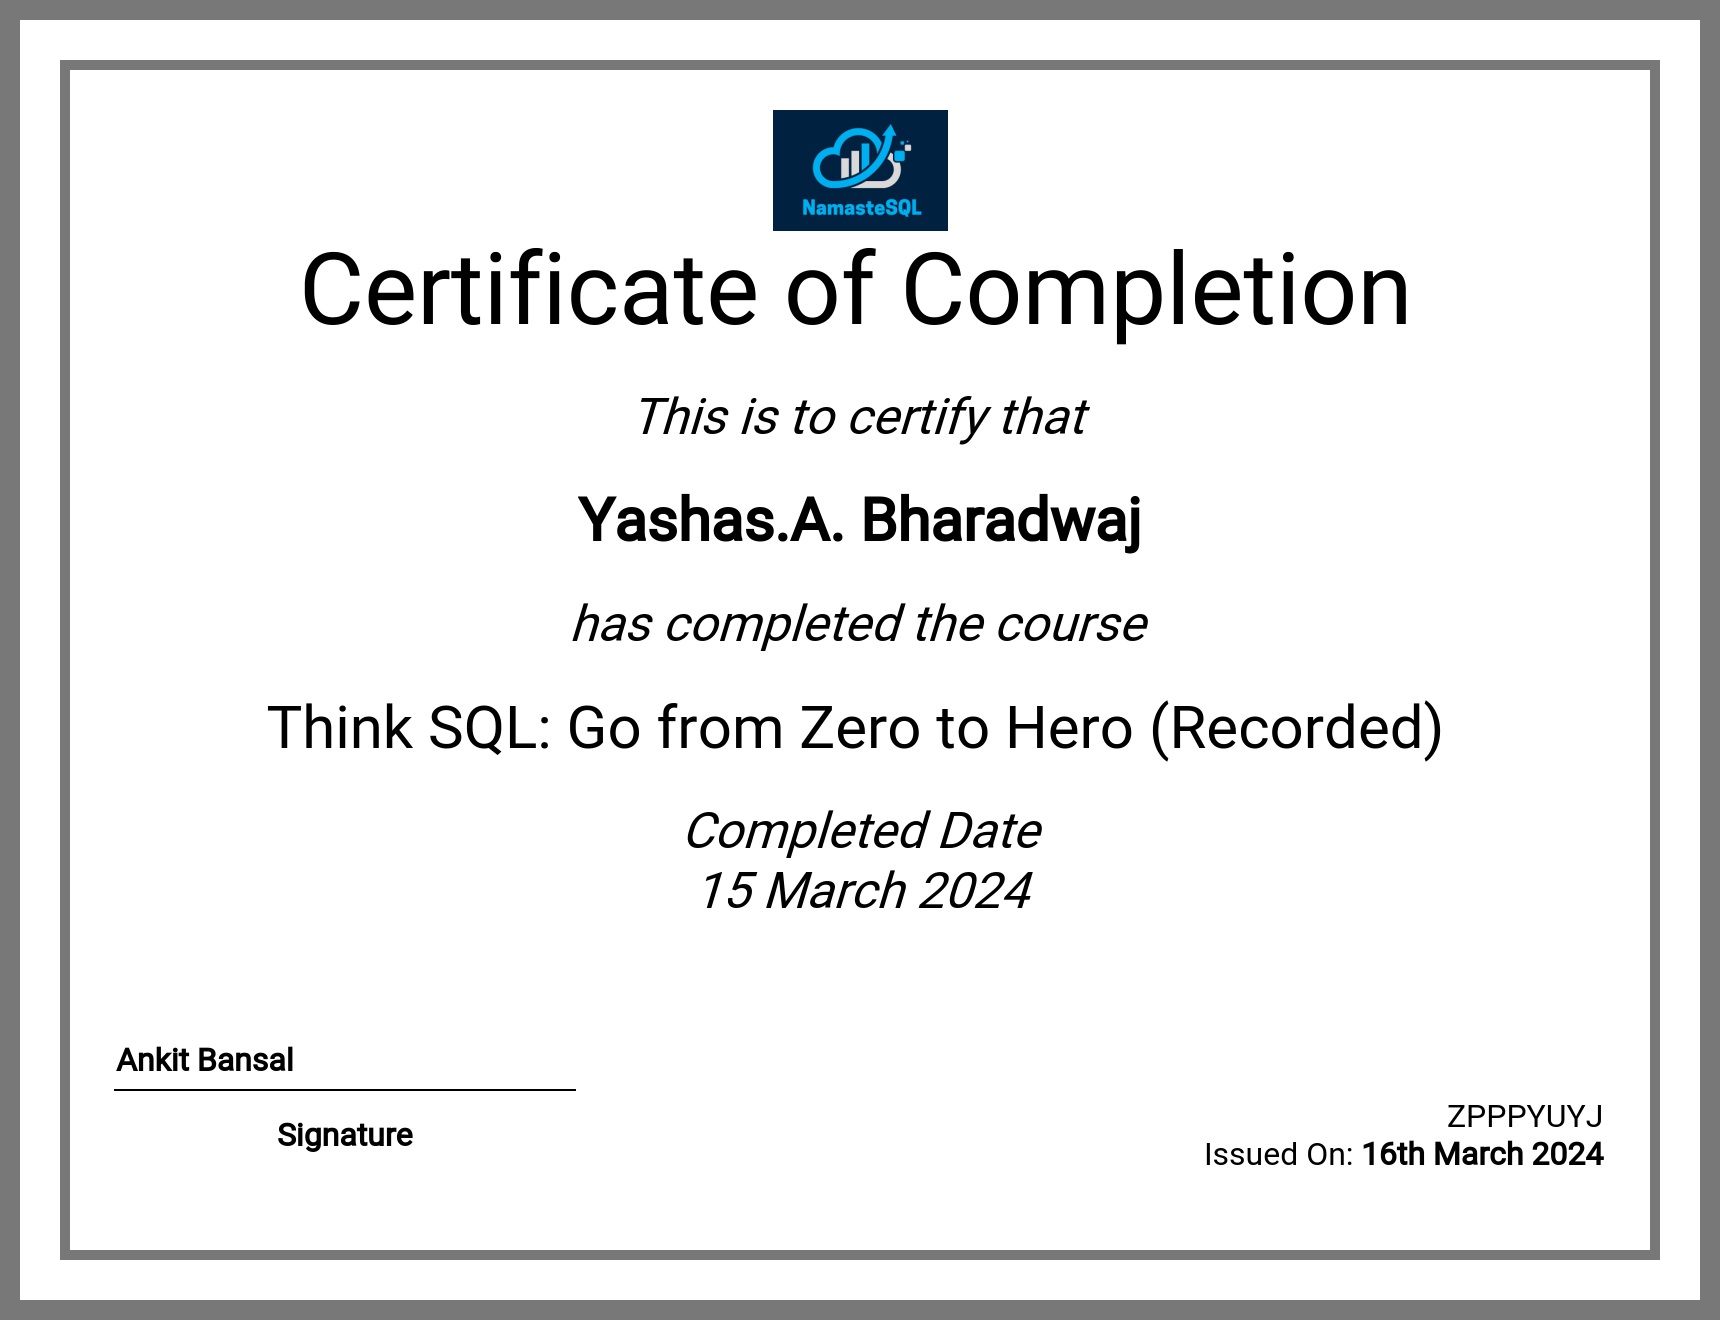 NamasteSQL
Certificate of Completion
This is to certify that
Yashas.A. Bharadwaj
has completed the course
Think SQL: Go from Zero to Hero (Recorded)
Completed Date
15 March 2024
Ankit Bansal
Signature
ZPPPYUYJ
Issued On: 16th March 2024